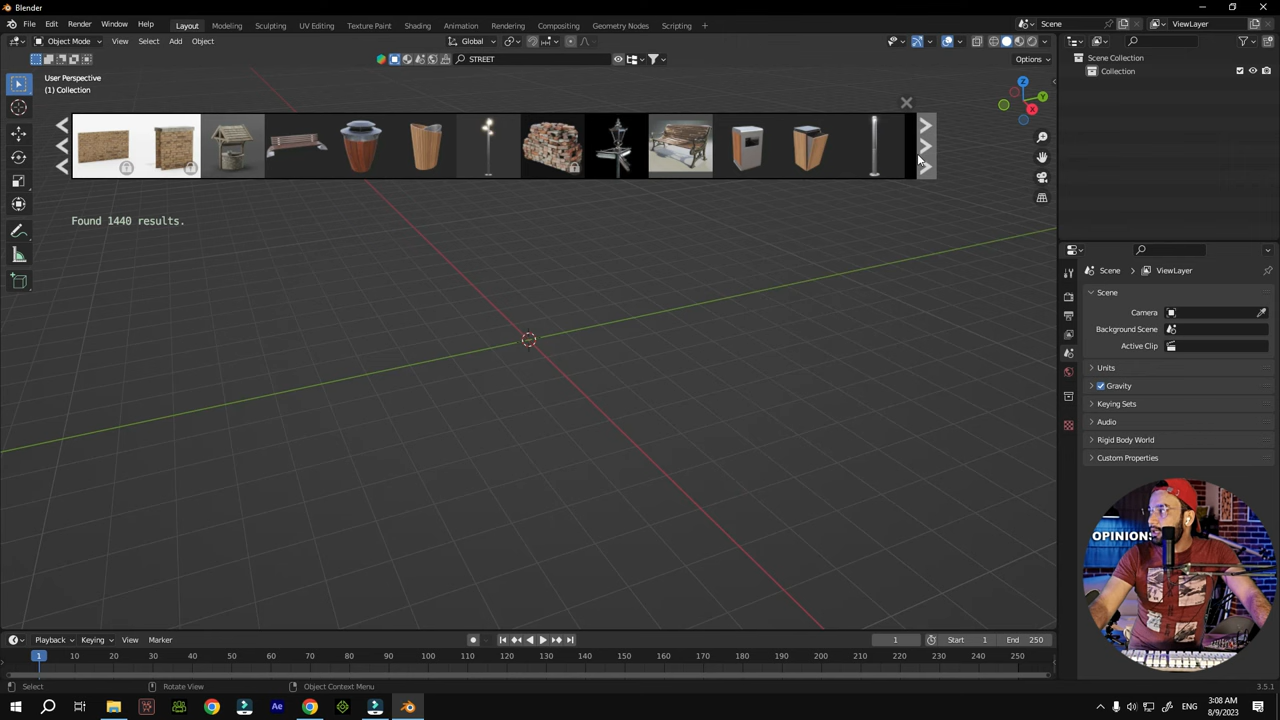 Blender
File Edit Render Window Help Layout Modeling Sculpting UV Editing Texture Paint Shading Animation Rendering Compositing Geometry Nodes Scripting + Scene ViewLayer
Object Mode View Select Add Object Global STREET Options
User Perspective
(1) Collection
Scene Collection
Collection
Y
Z
X
Found 1440 results.
Scene ViewLayer
Scene
Camera
Background Scene
Active Clip
Units
Gravity
Keying Sets
Audio
Rigid Body World
Custom Properties
OPINION:
Playback Keying View Marker 1 Start 1 End 250
1 10 20 30 40 50 60 70 80 90 100 110 120 130 140 150 160 170 180 190 200 210 220 230 240 250
Select Rotate View Object Context Menu 3.5.1
Ae ENG 3:08 AM
8/9/2023